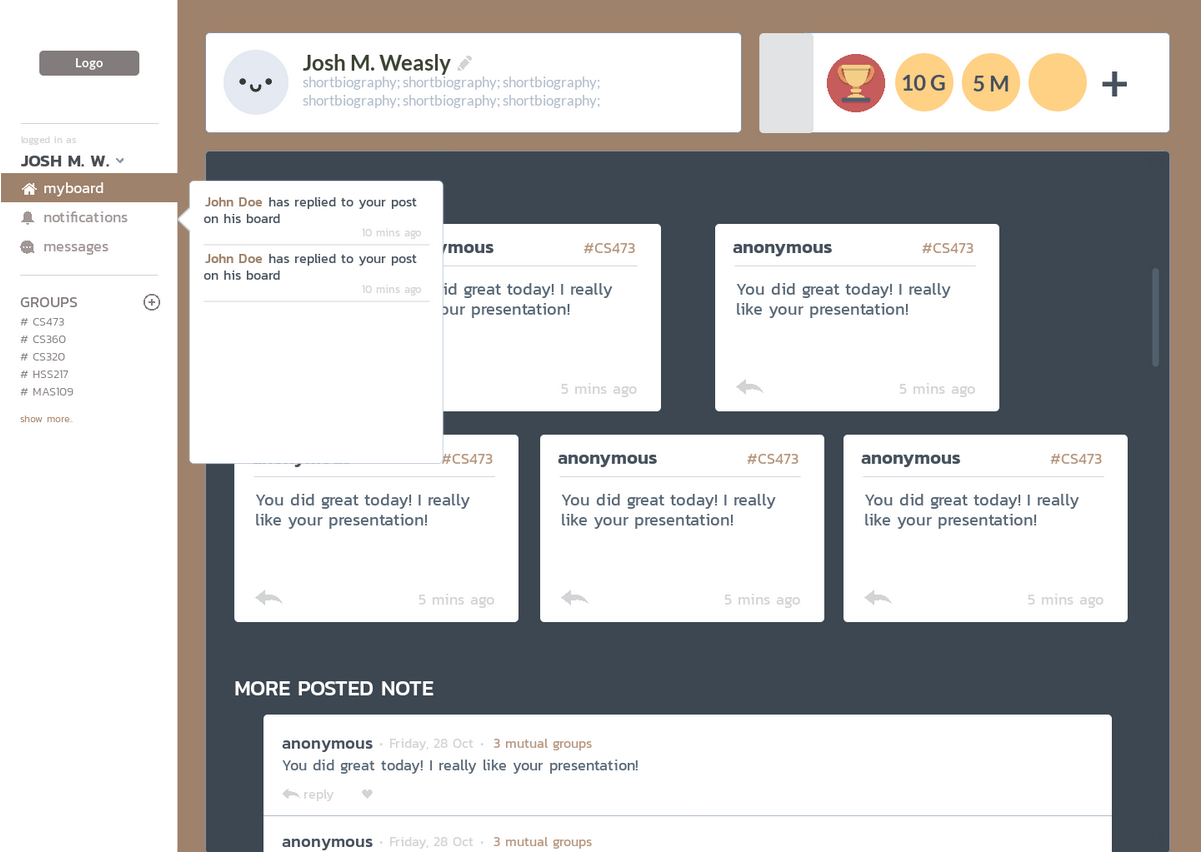 Logo
logged in as
JOSH M. W.
myboard
notifications
messages
GROUPS
# CS473
# CS360
# CS320
# HSS217
# MAS109
show more..
Josh M. Weasly
shortbiography; shortbiography; shortbiography;
shortbiography; shortbiography; shortbiography;
10 G
5 M
+
John Doe has replied to your post
on his board
10 mins ago
John Doe has replied to your post
on his board
10 mins ago
ymous
#CS473
id great today! I really
our presentation!
5 mins ago
anonymous
#CS473
You did great today! I really
like your presentation!
5 mins ago
#CS473
You did great today! I really
like your presentation!
5 mins ago
anonymous
#CS473
You did great today! I really
like your presentation!
5 mins ago
anonymous
#CS473
You did great today! I really
like your presentation!
5 mins ago
MORE POSTED NOTE
anonymous · Friday, 28 Oct · 3 mutual groups
You did great today! I really like your presentation!
reply
anonymous · Friday, 28 Oct · 3 mutual groups